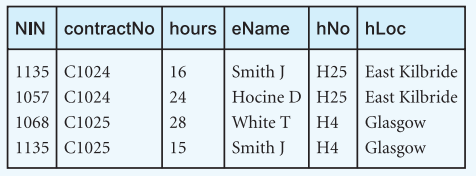 NIN contractNo hours eName hNo hLoc
1135 C1024 16 Smith J H25 East Kilbride
1057 C1024 24 Hocine D H25 East Kilbride
1068 C1025 28 White T H4 Glasgow
1135 C1025 15 Smith J H4 Glasgow